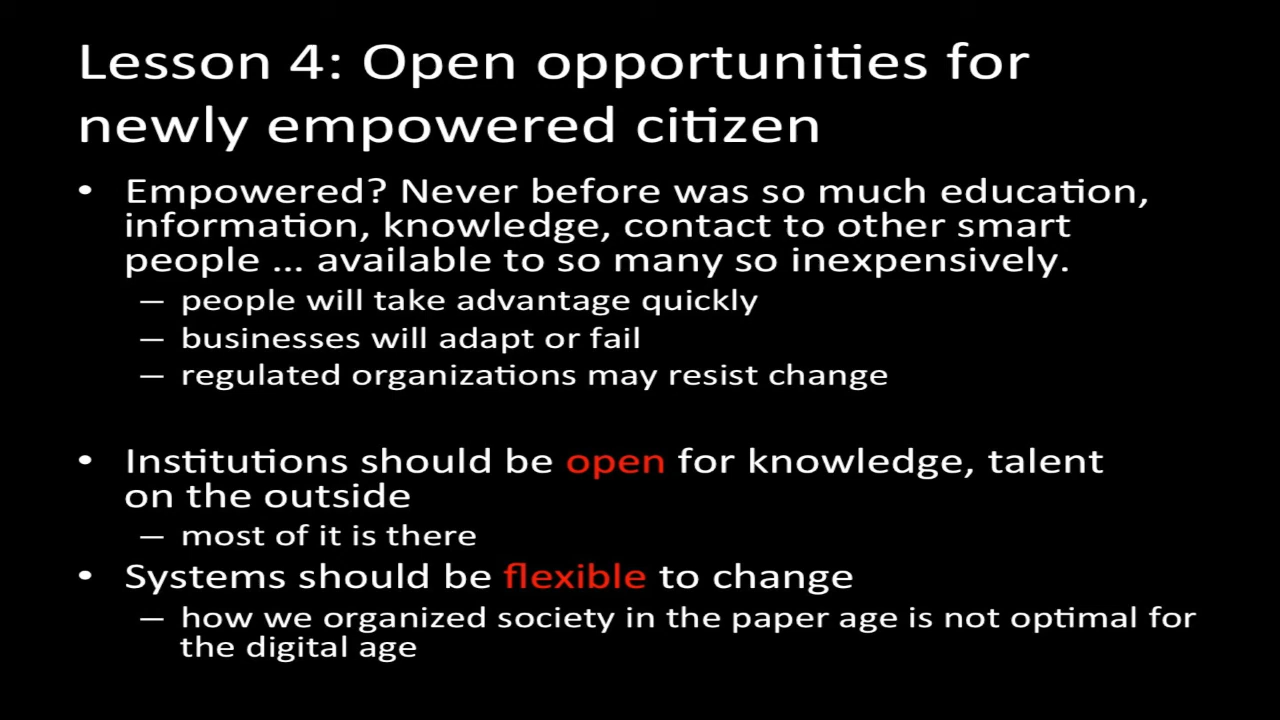 Lesson 4: Open opportunities for
newly empowered citizen
• Empowered? Never before was so much education,
information, knowledge, contact to other smart
people ... available to so many so inexpensively.
– people will take advantage quickly
– businesses will adapt or fail
– regulated organizations may resist change
• Institutions should be open for knowledge, talent
on the outside
– most of it is there
• Systems should be flexible to change
– how we organized society in the paper age is not optimal for
the digital age